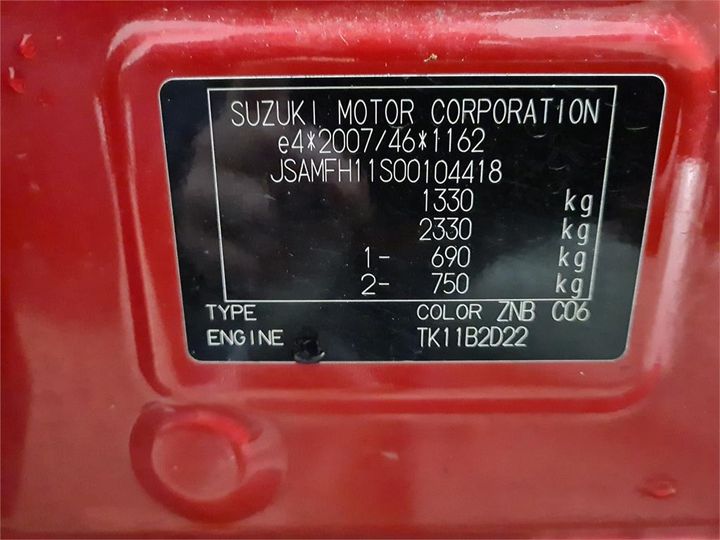 SUZUKI MOTOR CORPORATION
e4*2007/46*1162
JSAMFH11S00104418
1330 kg
2330 kg
1- 690 kg
2- 750 kg
TYPE COLOR ZNB C06
ENGINE TK11B2D22